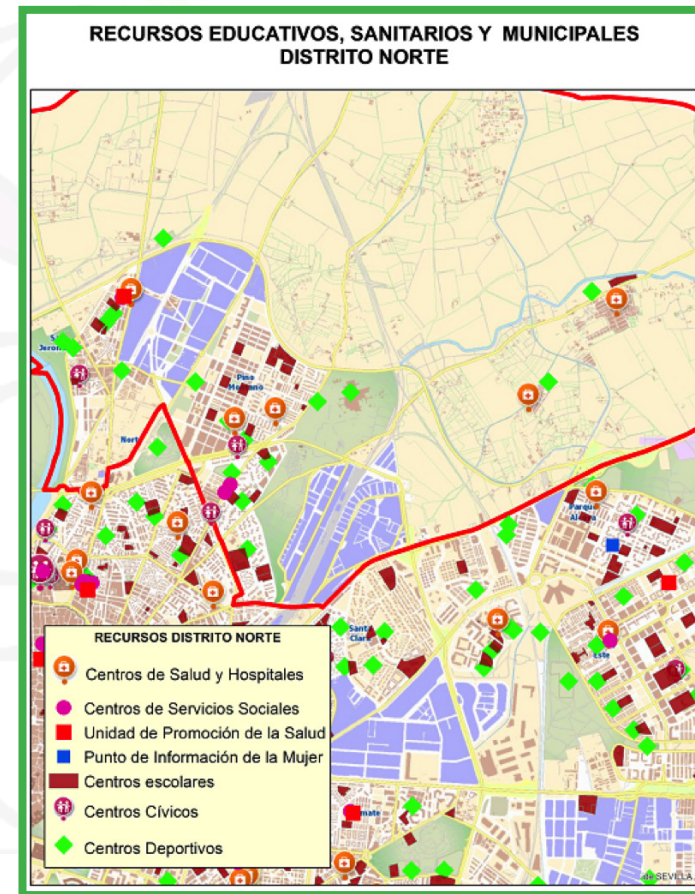 RECURSOS EDUCATIVOS, SANITARIOS Y MUNICIPALES
DISTRITO NORTE
Pino
Norte
Parque
Santa
Clara
Este
RECURSOS DISTRITO NORTE
Centros de Salud y Hospitales
Centros de Servicios Sociales
Unidad de Promoción de la Salud
Punto de Información de la Mujer
Centros escolares
Centros Cívicos
Centros Deportivos
de SEVILLA